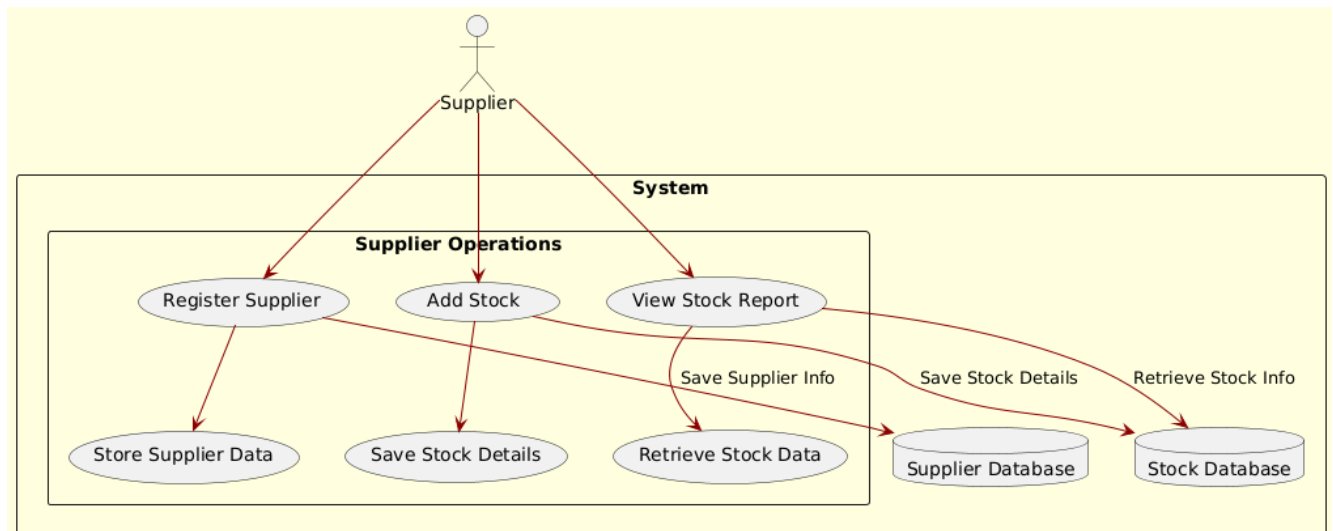 Supplier
System
Supplier Operations
Register Supplier
Add Stock
View Stock Report
Save Supplier Info
Save Stock Details
Retrieve Stock Info
Store Supplier Data
Save Stock Details
Retrieve Stock Data
Supplier Database
Stock Database